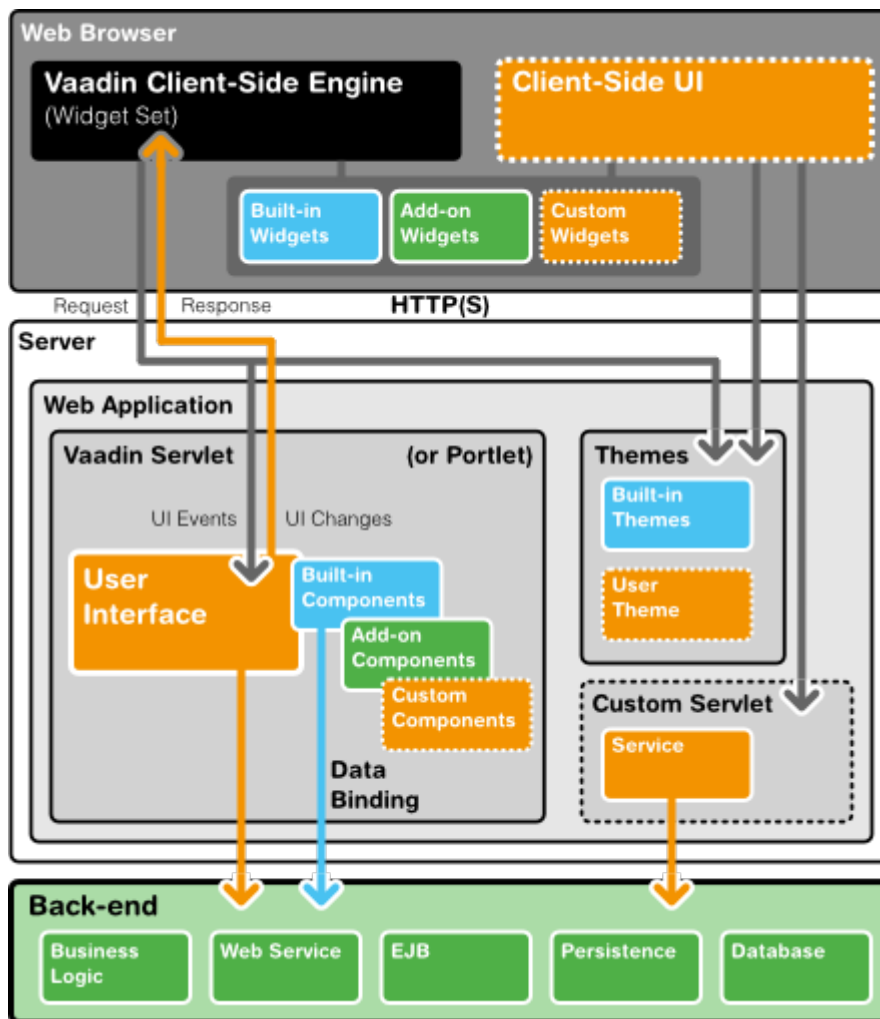 Web Browser
Vaadin Client-Side Engine
(Widget Set)
Client-Side UI
Built-in
Widgets
Add-on
Widgets
Custom
Widgets
Request
Response
HTTP(S)
Server
Web Application
Vaadin Servlet
(or Portlet)
UI Events
UI Changes
User
Interface
Built-in
Components
Add-on
Components
Custom
Components
Data
Binding
Themes
Built-in
Themes
User
Theme
Custom Servlet
Service
Back-end
Business
Logic
Web Service
EJB
Persistence
Database